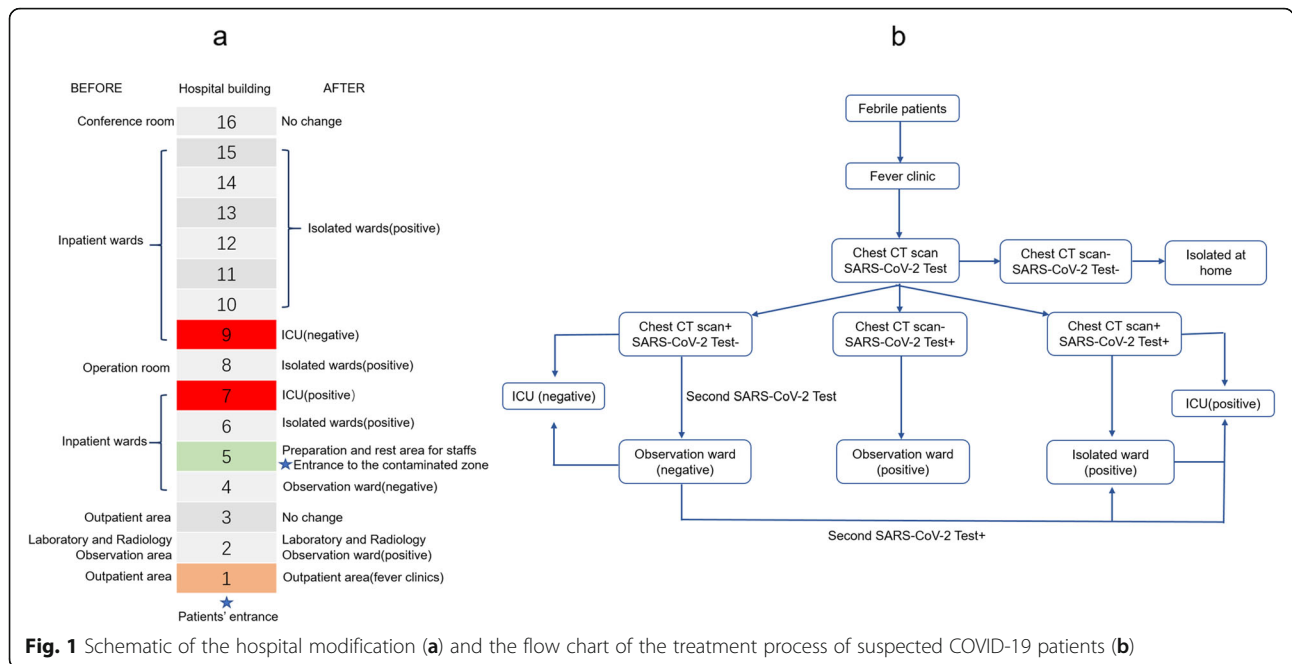 a
BEFORE Hospital building AFTER
Conference room 16 No change
15
14
13
Inpatient wards 12 Isolated wards(positive)
11
10
9 ICU(negative)
Operation room 8 Isolated wards(positive)
7 ICU(positive)
6 Isolated wards(positive)
Inpatient wards
5 Preparation and rest area for staffs
Entrance to the contaminated zone
4 Observation ward(negative)
Outpatient area 3 No change
Laboratory and Radiology 2 Laboratory and Radiology
Observation area Observation ward(positive)
Outpatient area 1 Outpatient area(fever clinics)
Patients' entrance
b
Febrile patients
Fever clinic
Chest CT scan
SARS-CoV-2 Test
Chest CT scan-
SARS-CoV-2 Test-
Isolated at
home
Chest CT scan+
SARS-CoV-2 Test-
Chest CT scan-
SARS-CoV-2 Test+
Chest CT scan+
SARS-CoV-2 Test+
ICU (negative)
Second SARS-CoV-2 Test
ICU(positive)
Observation ward
(negative)
Observation ward
(positive)
Isolated ward
(positive)
Second SARS-CoV-2 Test+
Fig. 1 Schematic of the hospital modification (a) and the flow chart of the treatment process of suspected COVID-19 patients (b)